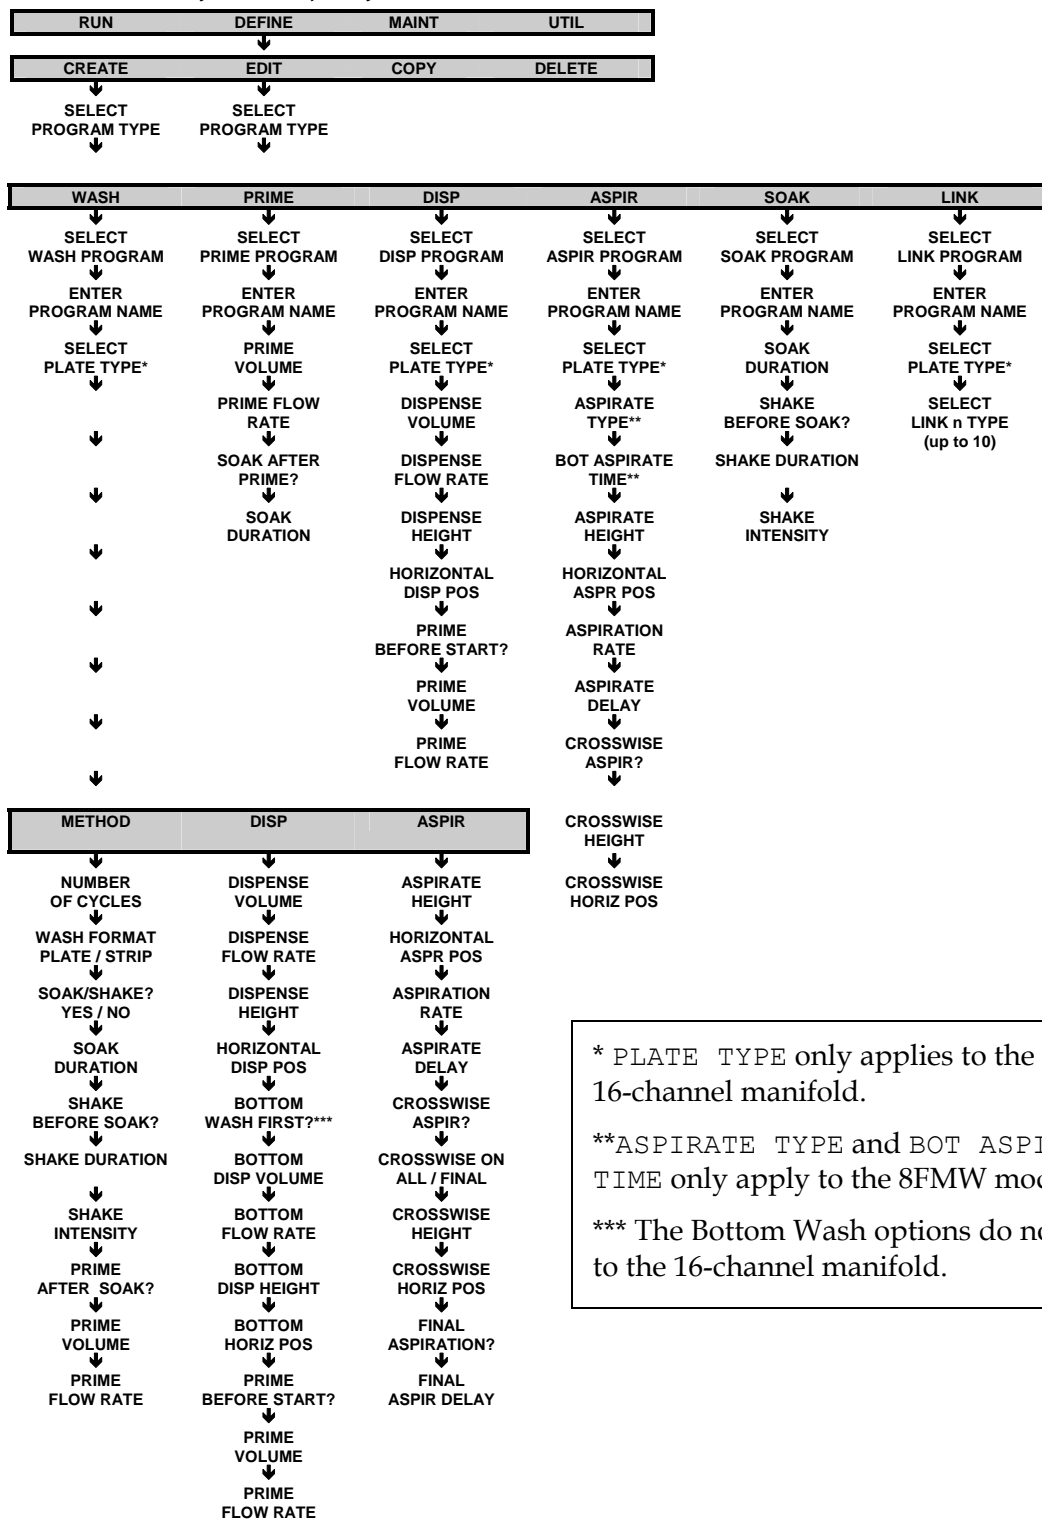 RUN DEFINE MAINT UTIL
CREATE EDIT COPY DELETE
SELECT
PROGRAM TYPE
SELECT
PROGRAM TYPE
WASH PRIME DISP ASPIR SOAK LINK
SELECT
WASH PROGRAM
ENTER
PROGRAM NAME
SELECT
PLATE TYPE*
SELECT
PRIME PROGRAM
ENTER
PROGRAM NAME
PRIME
VOLUME
PRIME FLOW
RATE
SOAK AFTER
PRIME?
SOAK
DURATION
SELECT
DISP PROGRAM
ENTER
PROGRAM NAME
SELECT
PLATE TYPE*
DISPENSE
VOLUME
DISPENSE
FLOW RATE
DISPENSE
HEIGHT
HORIZONTAL
DISP POS
PRIME
BEFORE START?
PRIME
VOLUME
PRIME
FLOW RATE
SELECT
ASPIR PROGRAM
ENTER
PROGRAM NAME
SELECT
PLATE TYPE*
ASPIRATE
TYPE**
BOT ASPIRATE
TIME**
ASPIRATE
HEIGHT
HORIZONTAL
ASPR POS
ASPIRATION
RATE
ASPIRATE
DELAY
CROSSWISE
ASPIR?
CROSSWISE
HEIGHT
CROSSWISE
HORIZ POS
SELECT
SOAK PROGRAM
ENTER
PROGRAM NAME
SOAK
DURATION
SHAKE
BEFORE SOAK?
SHAKE DURATION
SHAKE
INTENSITY
SELECT
LINK PROGRAM
ENTER
PROGRAM NAME
SELECT
PLATE TYPE*
SELECT
LINK n TYPE
(up to 10)
METHOD DISP ASPIR
NUMBER
OF CYCLES
WASH FORMAT
PLATE / STRIP
SOAK/SHAKE?
YES / NO
SOAK
DURATION
SHAKE
BEFORE SOAK?
SHAKE DURATION
SHAKE
INTENSITY
PRIME
AFTER SOAK?
PRIME
VOLUME
PRIME
FLOW RATE
DISPENSE
VOLUME
DISPENSE
FLOW RATE
DISPENSE
HEIGHT
HORIZONTAL
DISP POS
BOTTOM
WASH FIRST?***
BOTTOM
DISP VOLUME
BOTTOM
FLOW RATE
BOTTOM
DISP HEIGHT
BOTTOM
HORIZ POS
PRIME
BEFORE START?
PRIME
VOLUME
PRIME
FLOW RATE
ASPIRATE
HEIGHT
HORIZONTAL
ASPR POS
ASPIRATION
RATE
ASPIRATE
DELAY
CROSSWISE
ASPIR?
CROSSWISE ON
ALL / FINAL
CROSSWISE
HEIGHT
CROSSWISE
HORIZ POS
FINAL
ASPIRATION?
FINAL
ASPIR DELAY
* PLATE TYPE only applies to the
16-channel manifold.
**ASPIRATE TYPE and BOT
TIME only apply to the 8FMW
*** The Bottom Wash options do
to the 16-channel manifold.